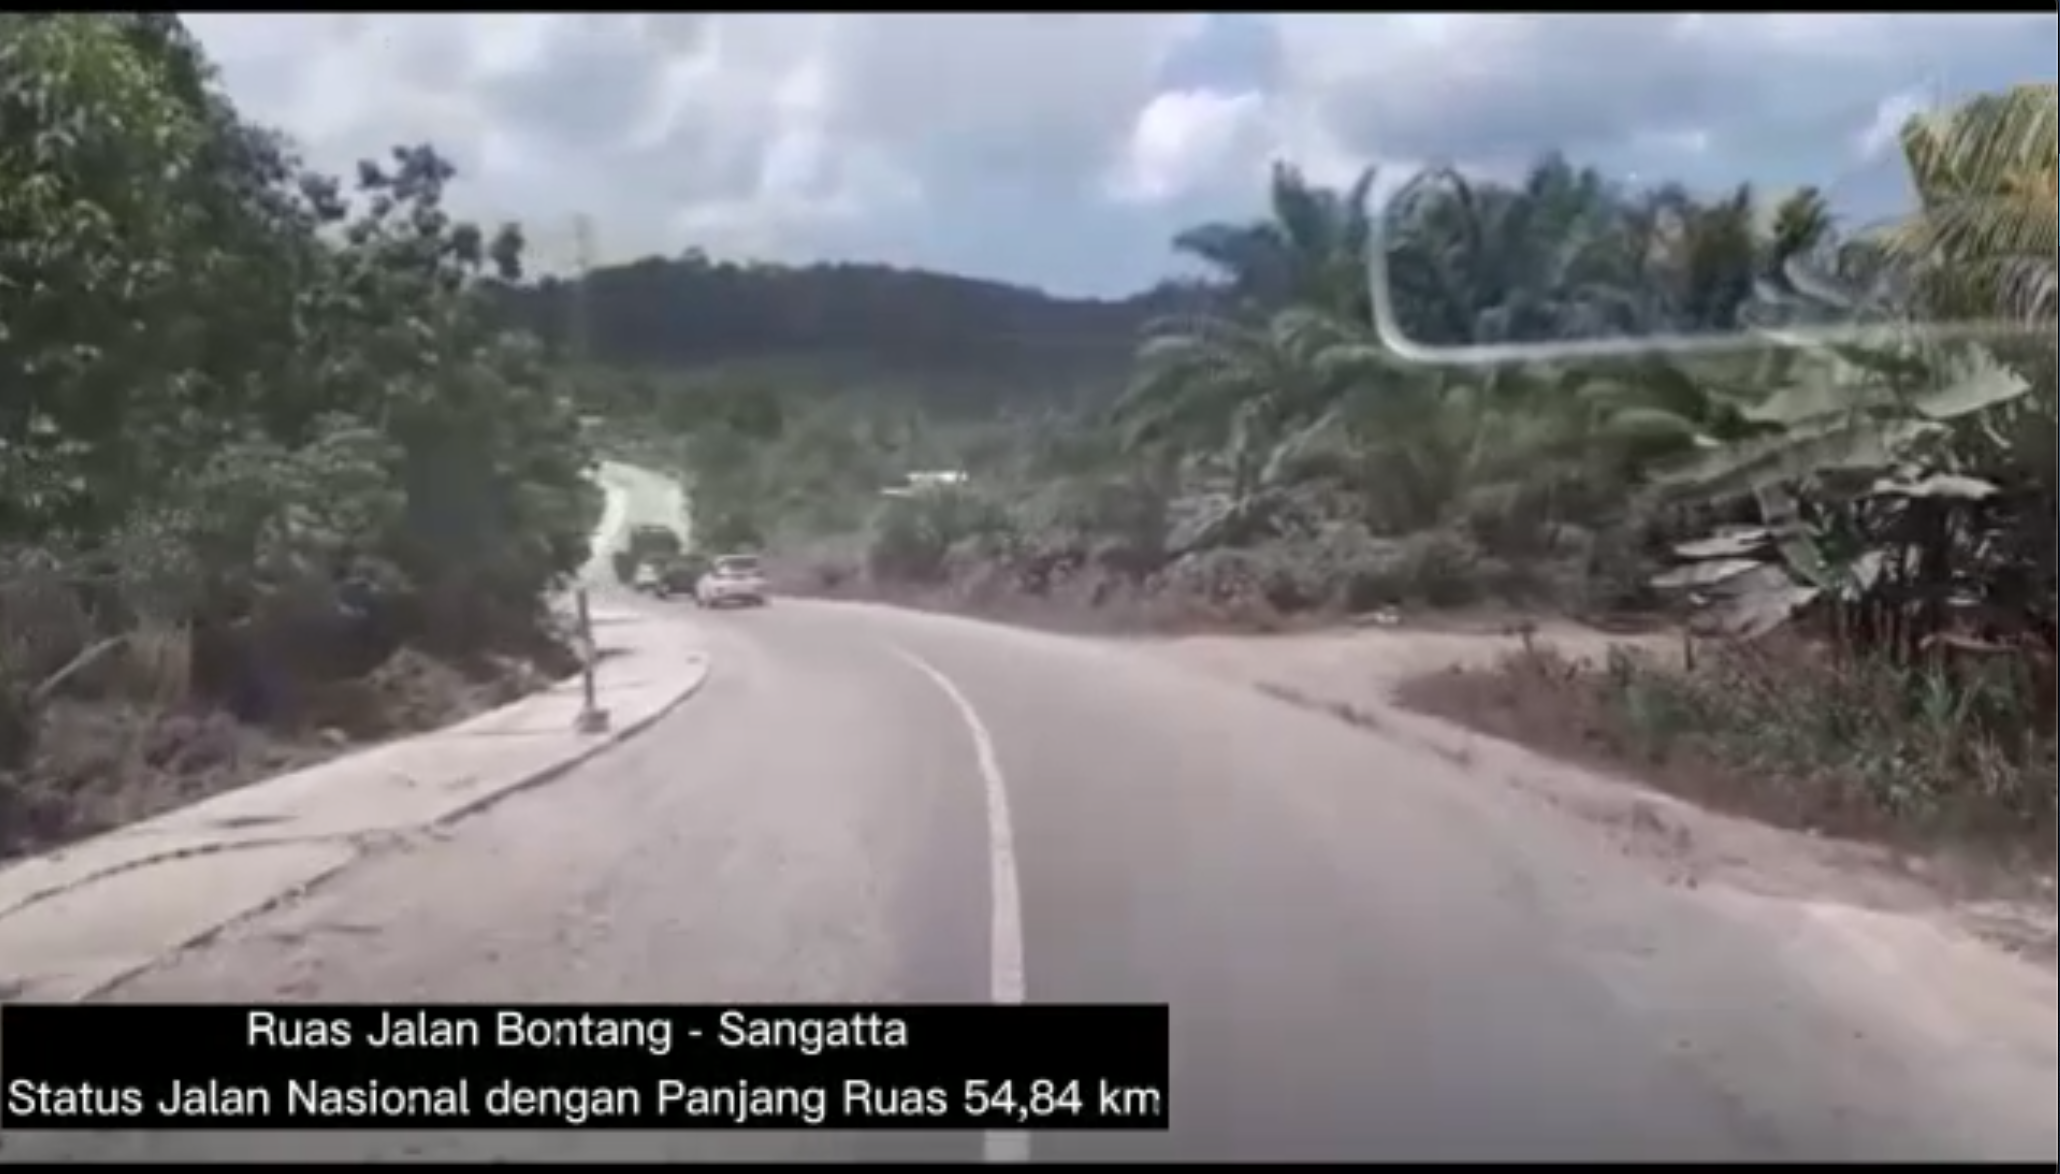 Ruas Jalan Bontang - Sangatta
Status Jalan Nasional dengan Panjang Ruas 54,84 km